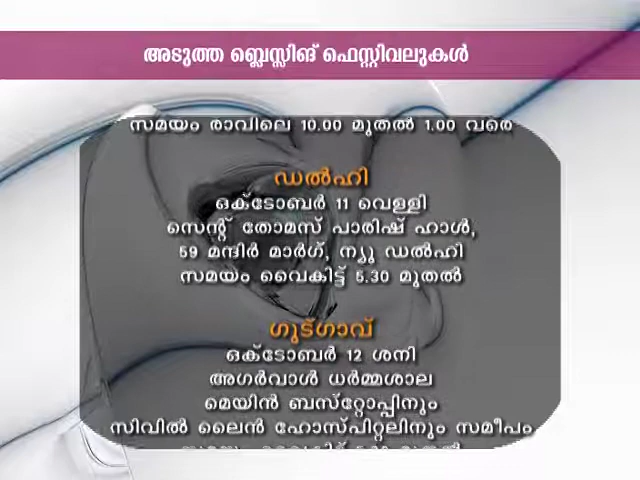 അടുത്ത ബ്ലെസ്സിങ് ഫെസ്റ്റിവലുകൾ
സമയം രാവിലെ 10.00 മുതൽ 1.00 വരെ
ഡൽഹി
ഒക്ടോബർ 11 വെള്ളി
സെന്റ് തോമസ് പാരിഷ് ഹാൾ,
59 മന്ദിർ മാർഗ്, ന്യൂ ഡൽഹി
സമയം വൈകിട്ട് 5.30 മുതൽ
ഗുട്ഗാവ്
ഒക്ടോബർ 12 ശനി
അഗർവാൾ ധർമ്മശാല
മെയിൻ ബസ്റ്റോപ്പിനും
സിവിൽ ലൈൻ ഹോസ്പിറ്റലിനും സമീപം